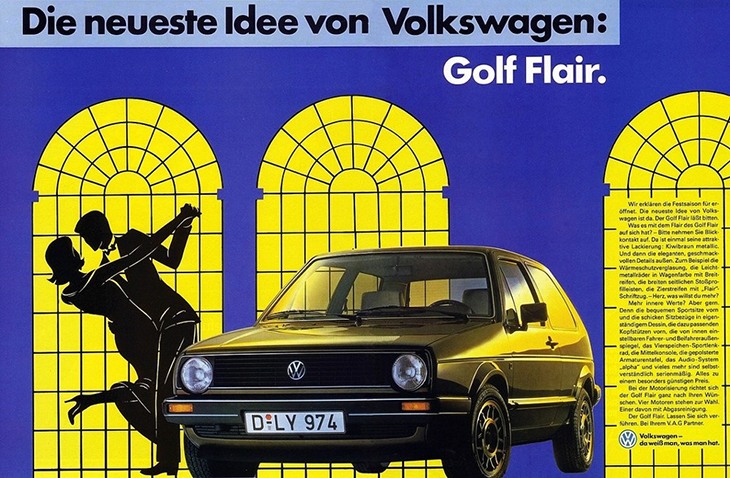 Die neueste Idee von Volkswagen:
Golf Flair.
Wir erklären die Festsaison für er-
öffnet. Die neueste Idee von Volks-
wagen ist da. Der Golf Flair läßt bitten.
Was es mit dem Flair des Golf Flair
auf sich hat? – Bitte nehmen Sie Blick-
kontakt auf. Da ist einmal seine attrak-
tive Lackierung: Kiwibraun metallic.
Und dann die eleganten, geschmack-
vollen Details außen. Zum Beispiel die
Wärmeschutzverglasung, die Leicht-
metallräder in Wagenfarbe mit Breit-
reifen, die breiten seitlichen Stoßpro-
filleisten, die Zierstreifen mit „Flair“-
Schriftzug. – Herz, was willst du mehr?
Mehr innere Werte? Aber gern.
Denn die bequemen Sportsitze vorn
und die schicken Sitzbezüge in eigen-
ständigem Dessin, die dazu passenden
Kopfstützen vorn, die von innen ein-
stellbaren Fahrer- und Beifahreraußen-
spiegel, das Vierspeichen-Sportlenk-
rad, die Mittelkonsole, die gepolsterte
Armaturentafel, das Audio-System
„alpha“ und vieles mehr sind selbst-
verständlich serienmäßig. Alles zu
einem besonders günstigen Preis.
Bei der Motorisierung richtet sich
der Golf Flair ganz nach Ihren Wün-
schen. Vier Motoren stehen zur Wahl.
Einer davon mit Abgasreinigung.
Der Golf Flair. Lassen Sie sich ver-
führen. Bei Ihrem V.A.G Partner.
D-LY 974
Volkswagen –
da weiß man, was man hat.